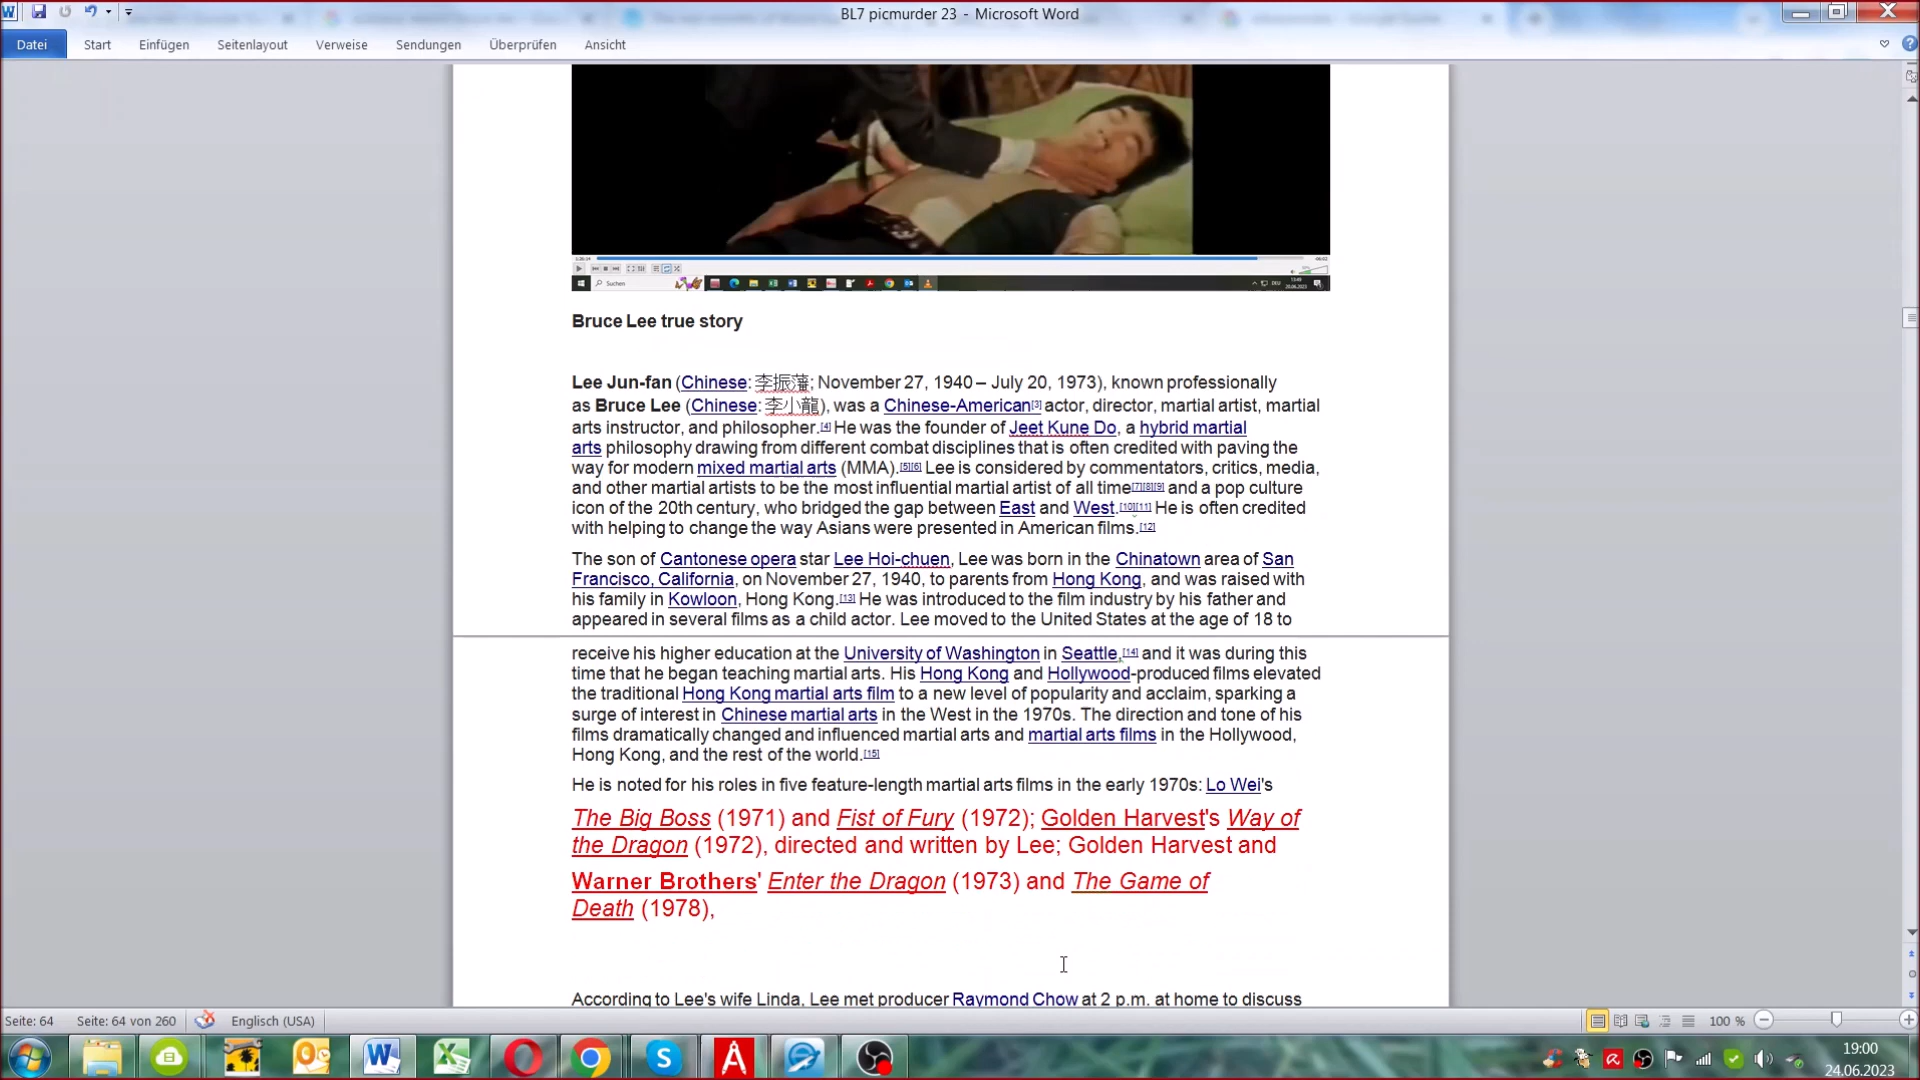 BL7 picmurder 23 - Microsoft Word
Datei Start Einfügen Seitenlayout Verweise Sendungen Überprüfen Ansicht
Suchen
Bruce Lee true story
Lee Jun-fan (Chinese: 李振藩; November 27, 1940 – July 20, 1973), known professionally
as Bruce Lee (Chinese: 李小龍), was a Chinese-American[3] actor, director, martial artist, martial
arts instructor, and philosopher.[4] He was the founder of Jeet Kune Do, a hybrid martial
arts philosophy drawing from different combat disciplines that is often credited with paving the
way for modern mixed martial arts (MMA).[5][6] Lee is considered by commentators, critics, media,
and other martial artists to be the most influential martial artist of all time[7][8][9] and a pop culture
icon of the 20th century, who bridged the gap between East and West.[10][11] He is often credited
with helping to change the way Asians were presented in American films.[12]
The son of Cantonese opera star Lee Hoi-chuen, Lee was born in the Chinatown area of San
Francisco, California, on November 27, 1940, to parents from Hong Kong, and was raised with
his family in Kowloon, Hong Kong.[13] He was introduced to the film industry by his father and
appeared in several films as a child actor. Lee moved to the United States at the age of 18 to
receive his higher education at the University of Washington in Seattle,[14] and it was during this
time that he began teaching martial arts. His Hong Kong and Hollywood-produced films elevated
the traditional Hong Kong martial arts film to a new level of popularity and acclaim, sparking a
surge of interest in Chinese martial arts in the West in the 1970s. The direction and tone of his
films dramatically changed and influenced martial arts and martial arts films in the Hollywood,
Hong Kong, and the rest of the world.[15]
He is noted for his roles in five feature-length martial arts films in the early 1970s: Lo Wei's
The Big Boss (1971) and Fist of Fury (1972); Golden Harvest's Way of
the Dragon (1972), directed and written by Lee; Golden Harvest and
Warner Brothers' Enter the Dragon (1973) and The Game of
Death (1978),
According to Lee's wife Linda, Lee met producer Raymond Chow at 2 p.m. at home to discuss
Seite: 64 Seite: 64 von 260 Englisch (USA) 100 %
19:00
24.06.2023